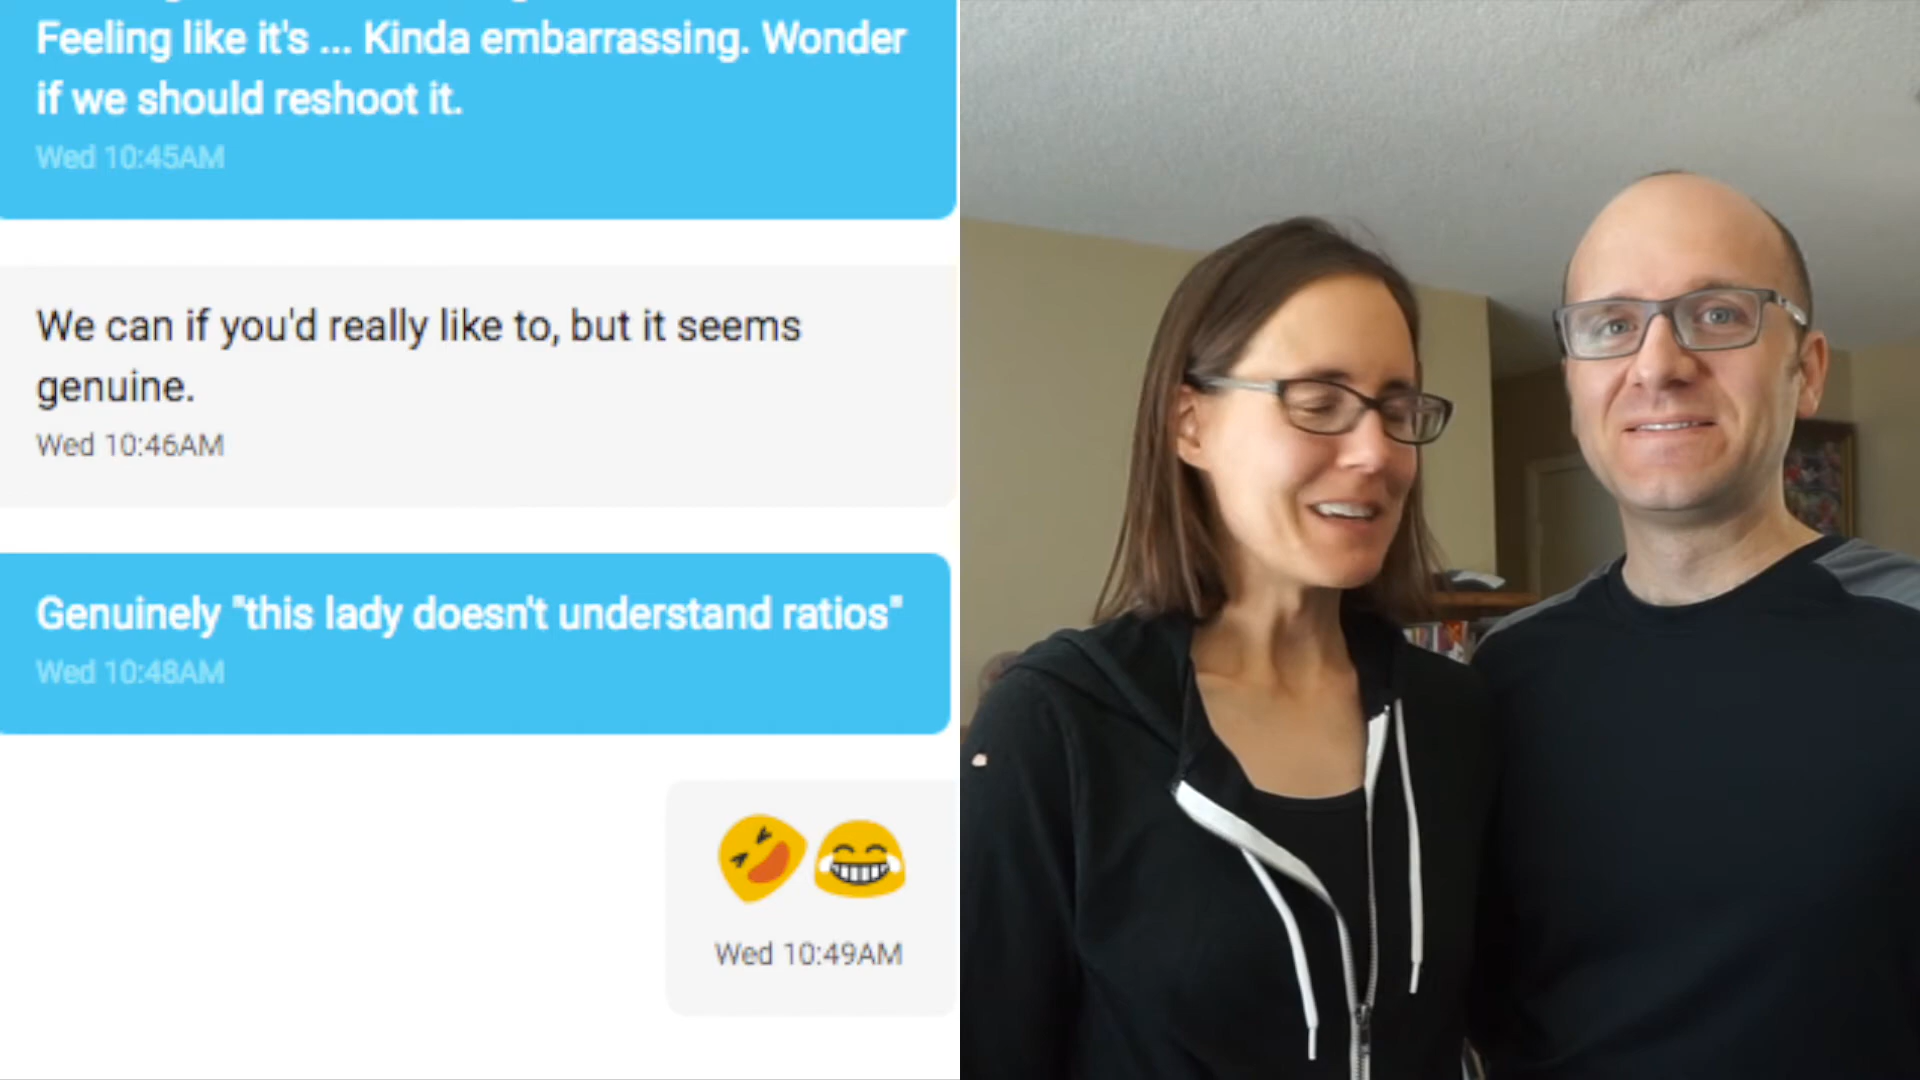 Feeling like it's ... Kinda embarrassing. Wonder
if we should reshoot it.
Wed 10:45AM
We can if you'd really like to, but it seems
genuine.
Wed 10:46AM
Genuinely "this lady doesn't understand ratios"
Wed 10:48AM
Wed 10:49AM